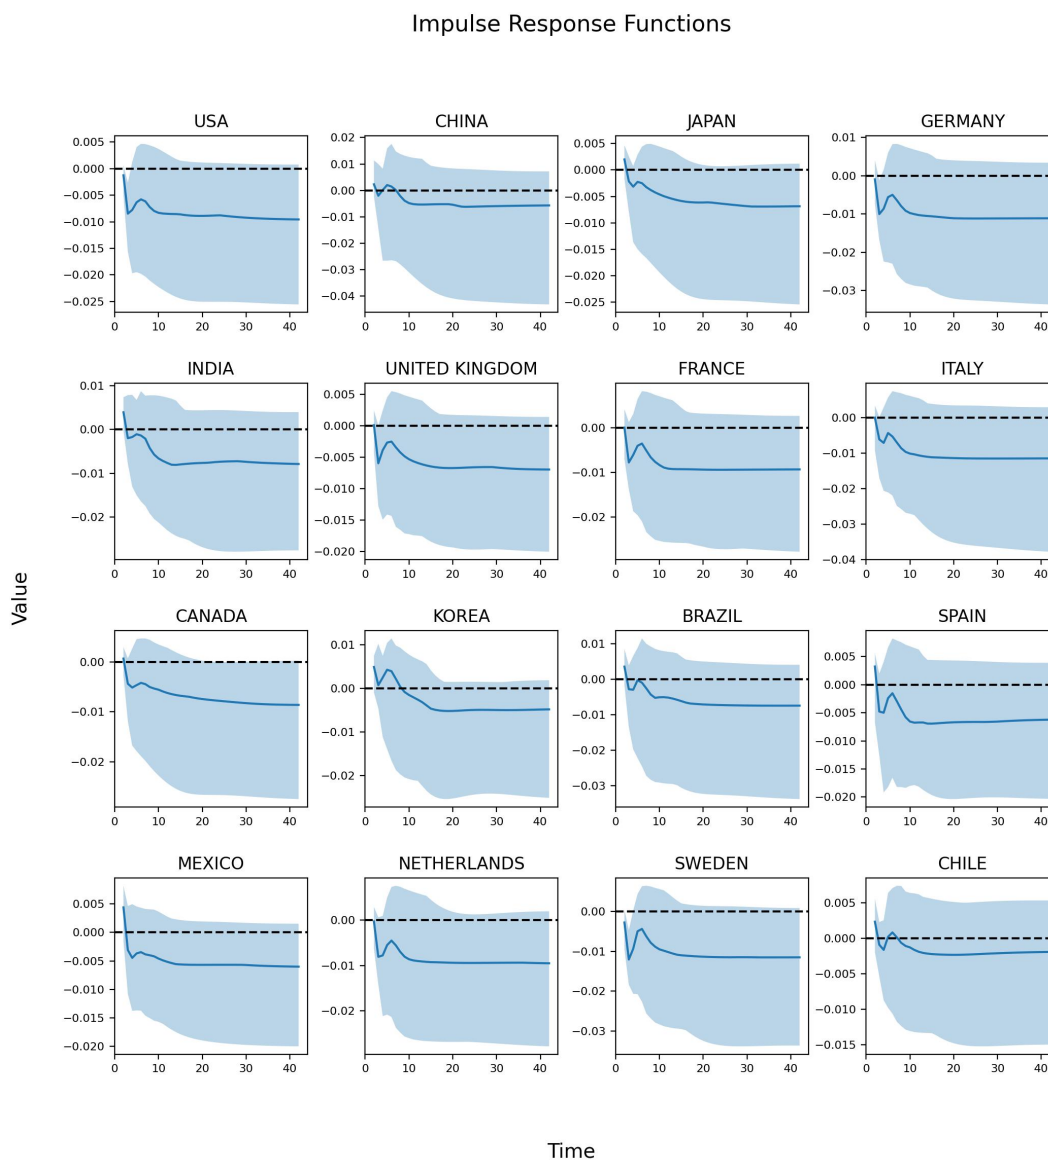 Impulse Response Functions
USA CHINA JAPAN GERMANY
0.005 0.02 0.005 0.01
0.000 0.01 0.000 0.00
−0.005 0.00 −0.005 −0.01
−0.010 −0.01 −0.010 −0.02
−0.015 −0.02 −0.015 −0.03
−0.020 −0.03 −0.020
−0.025 −0.04 −0.025
0 10 20 30 40 0 10 20 30 40 0 10 20 30 40 0 10 20 30 40
INDIA UNITED KINGDOM FRANCE ITALY
0.01 0.005 0.00 0.00
0.00 0.000 −0.01 −0.01
−0.01 −0.005 −0.02 −0.02
−0.02 −0.010 −0.03
−0.015 −0.04
−0.020
0 10 20 30 40 0 10 20 30 40 0 10 20 30 40 0 10 20 30 40
Value
CANADA KOREA BRAZIL SPAIN
0.00 0.01 0.01 0.005
−0.01 0.00 0.00 0.000
−0.02 −0.01 −0.01 −0.005
−0.02 −0.02 −0.010
−0.03 −0.015
−0.020
0 10 20 30 40 0 10 20 30 40 0 10 20 30 40 0 10 20 30 40
MEXICO NETHERLANDS SWEDEN CHILE
0.005 0.00 0.00 0.005
0.000 −0.01 −0.01 0.000
−0.005 −0.02 −0.02 −0.005
−0.010 −0.03 −0.010
−0.015 −0.015
−0.020
0 10 20 30 40 0 10 20 30 40 0 10 20 30 40 0 10 20 30 40
Time